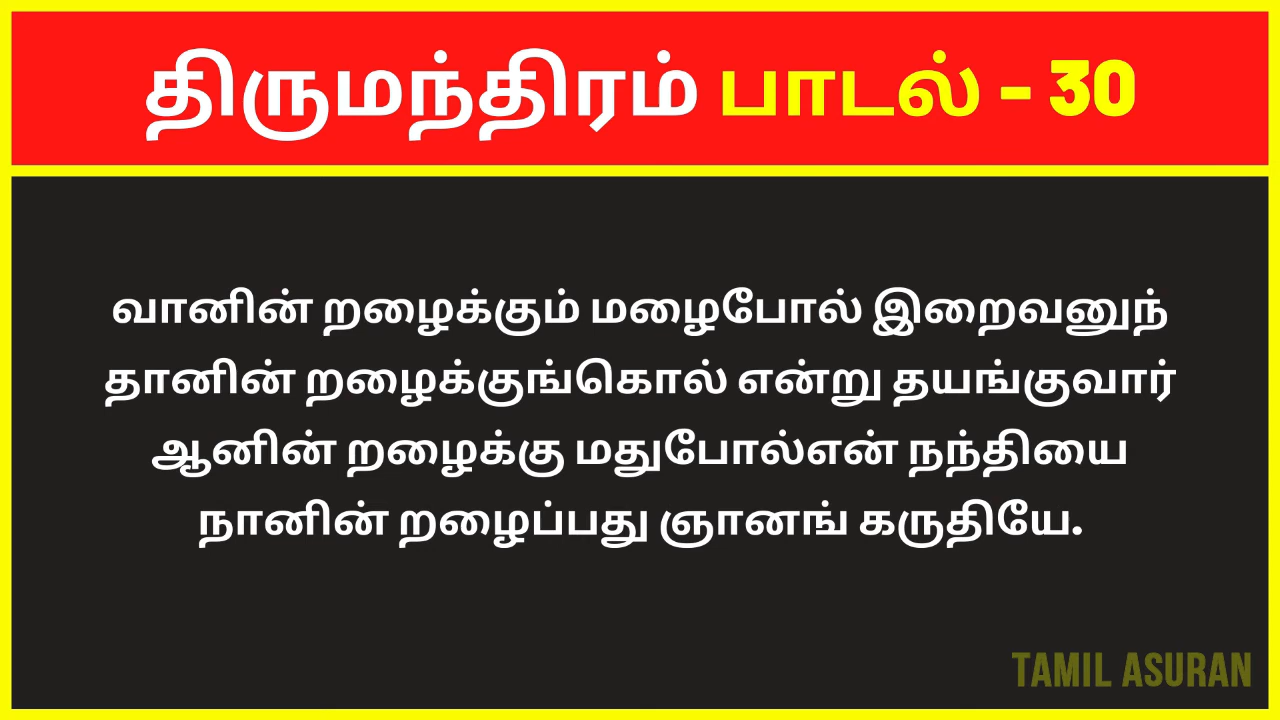 திருமந்திரம் பாடல் - 30
வானின் றழைக்கும் மழைபோல் இறைவனுந்
தானின் றழைக்குங்கொல் என்று தயங்குவார்
ஆனின் றழைக்கு மதுபோல்என் நந்தியை
நானின் றழைப்பது ஞானங் கருதியே.
TAMIL ASURAN